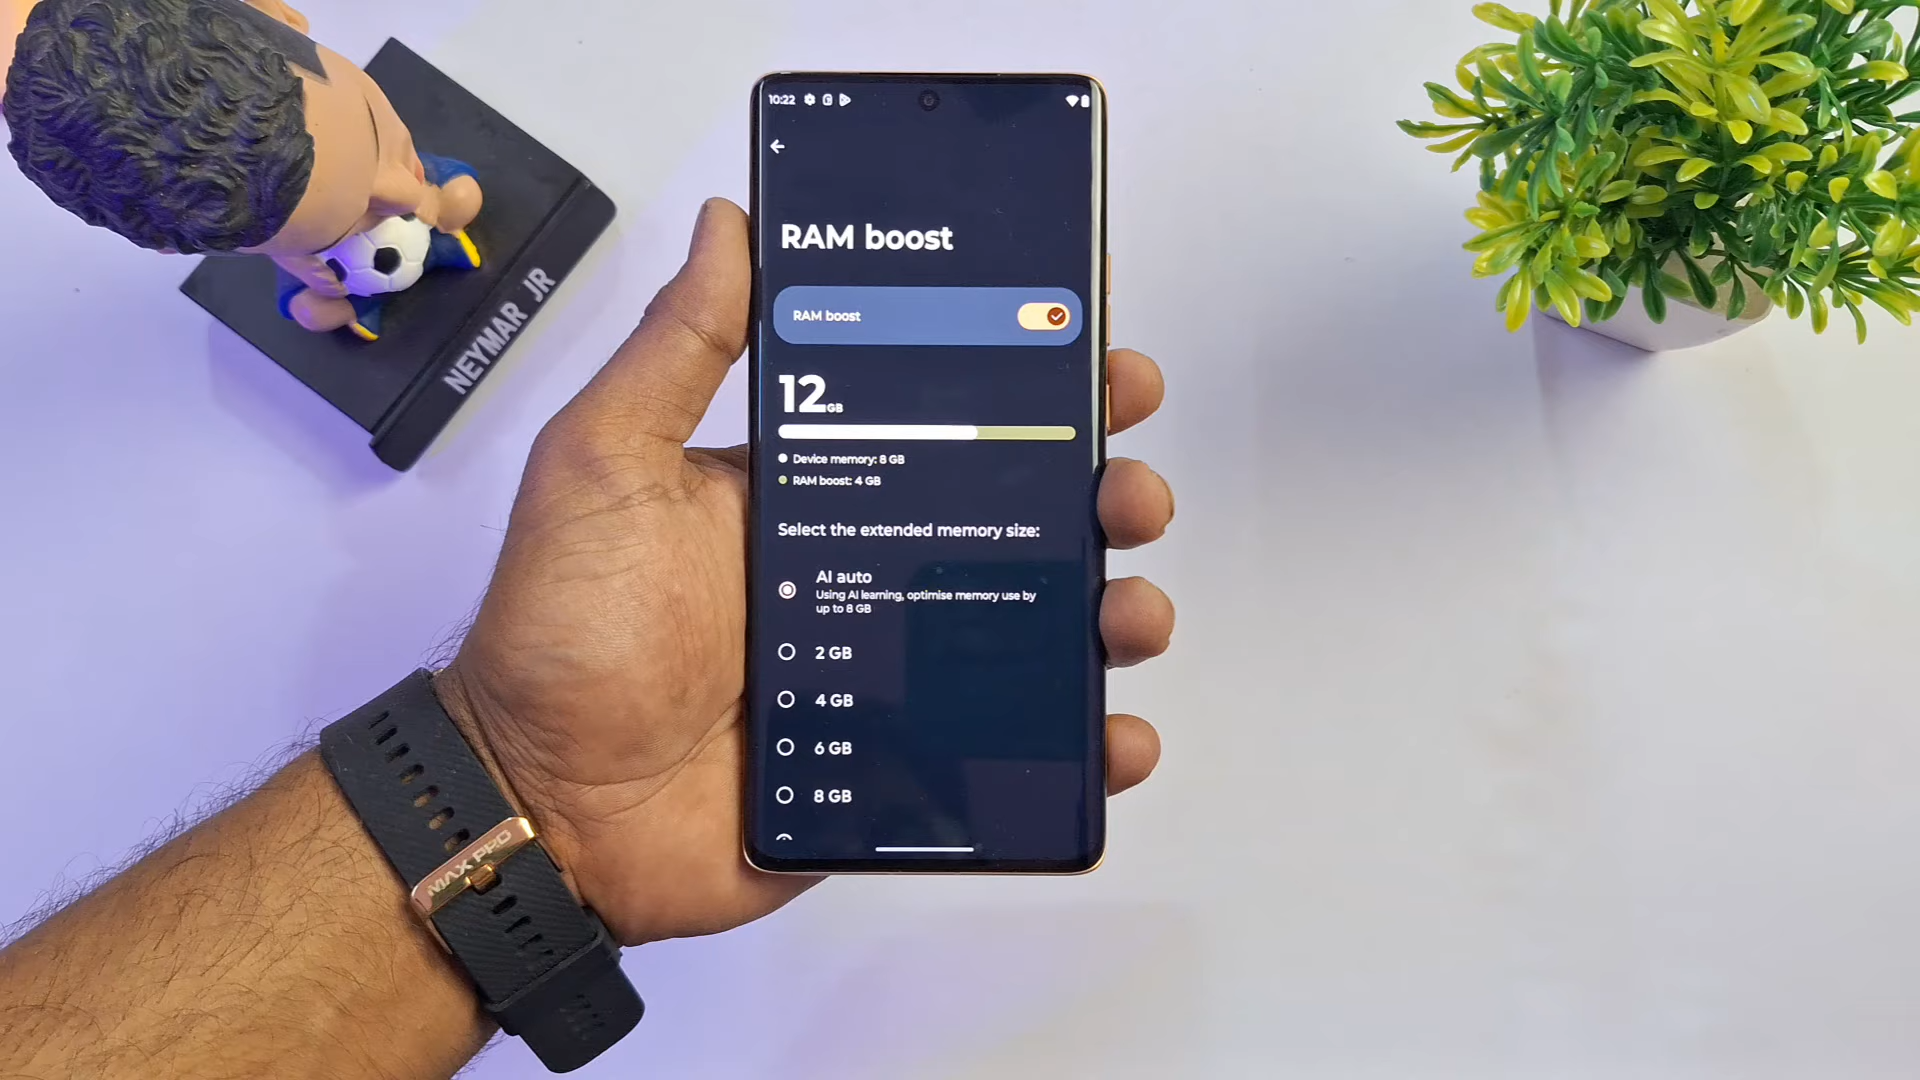 NEYMAR JR
10:22
RAM boost
RAM boost
12GB
Device memory: 8 GB
RAM boost: 4 GB
Select the extended memory size:
AI auto
Using AI learning, optimise memory use by
up to 8 GB
2 GB
4 GB
6 GB
8 GB
MAX PRO